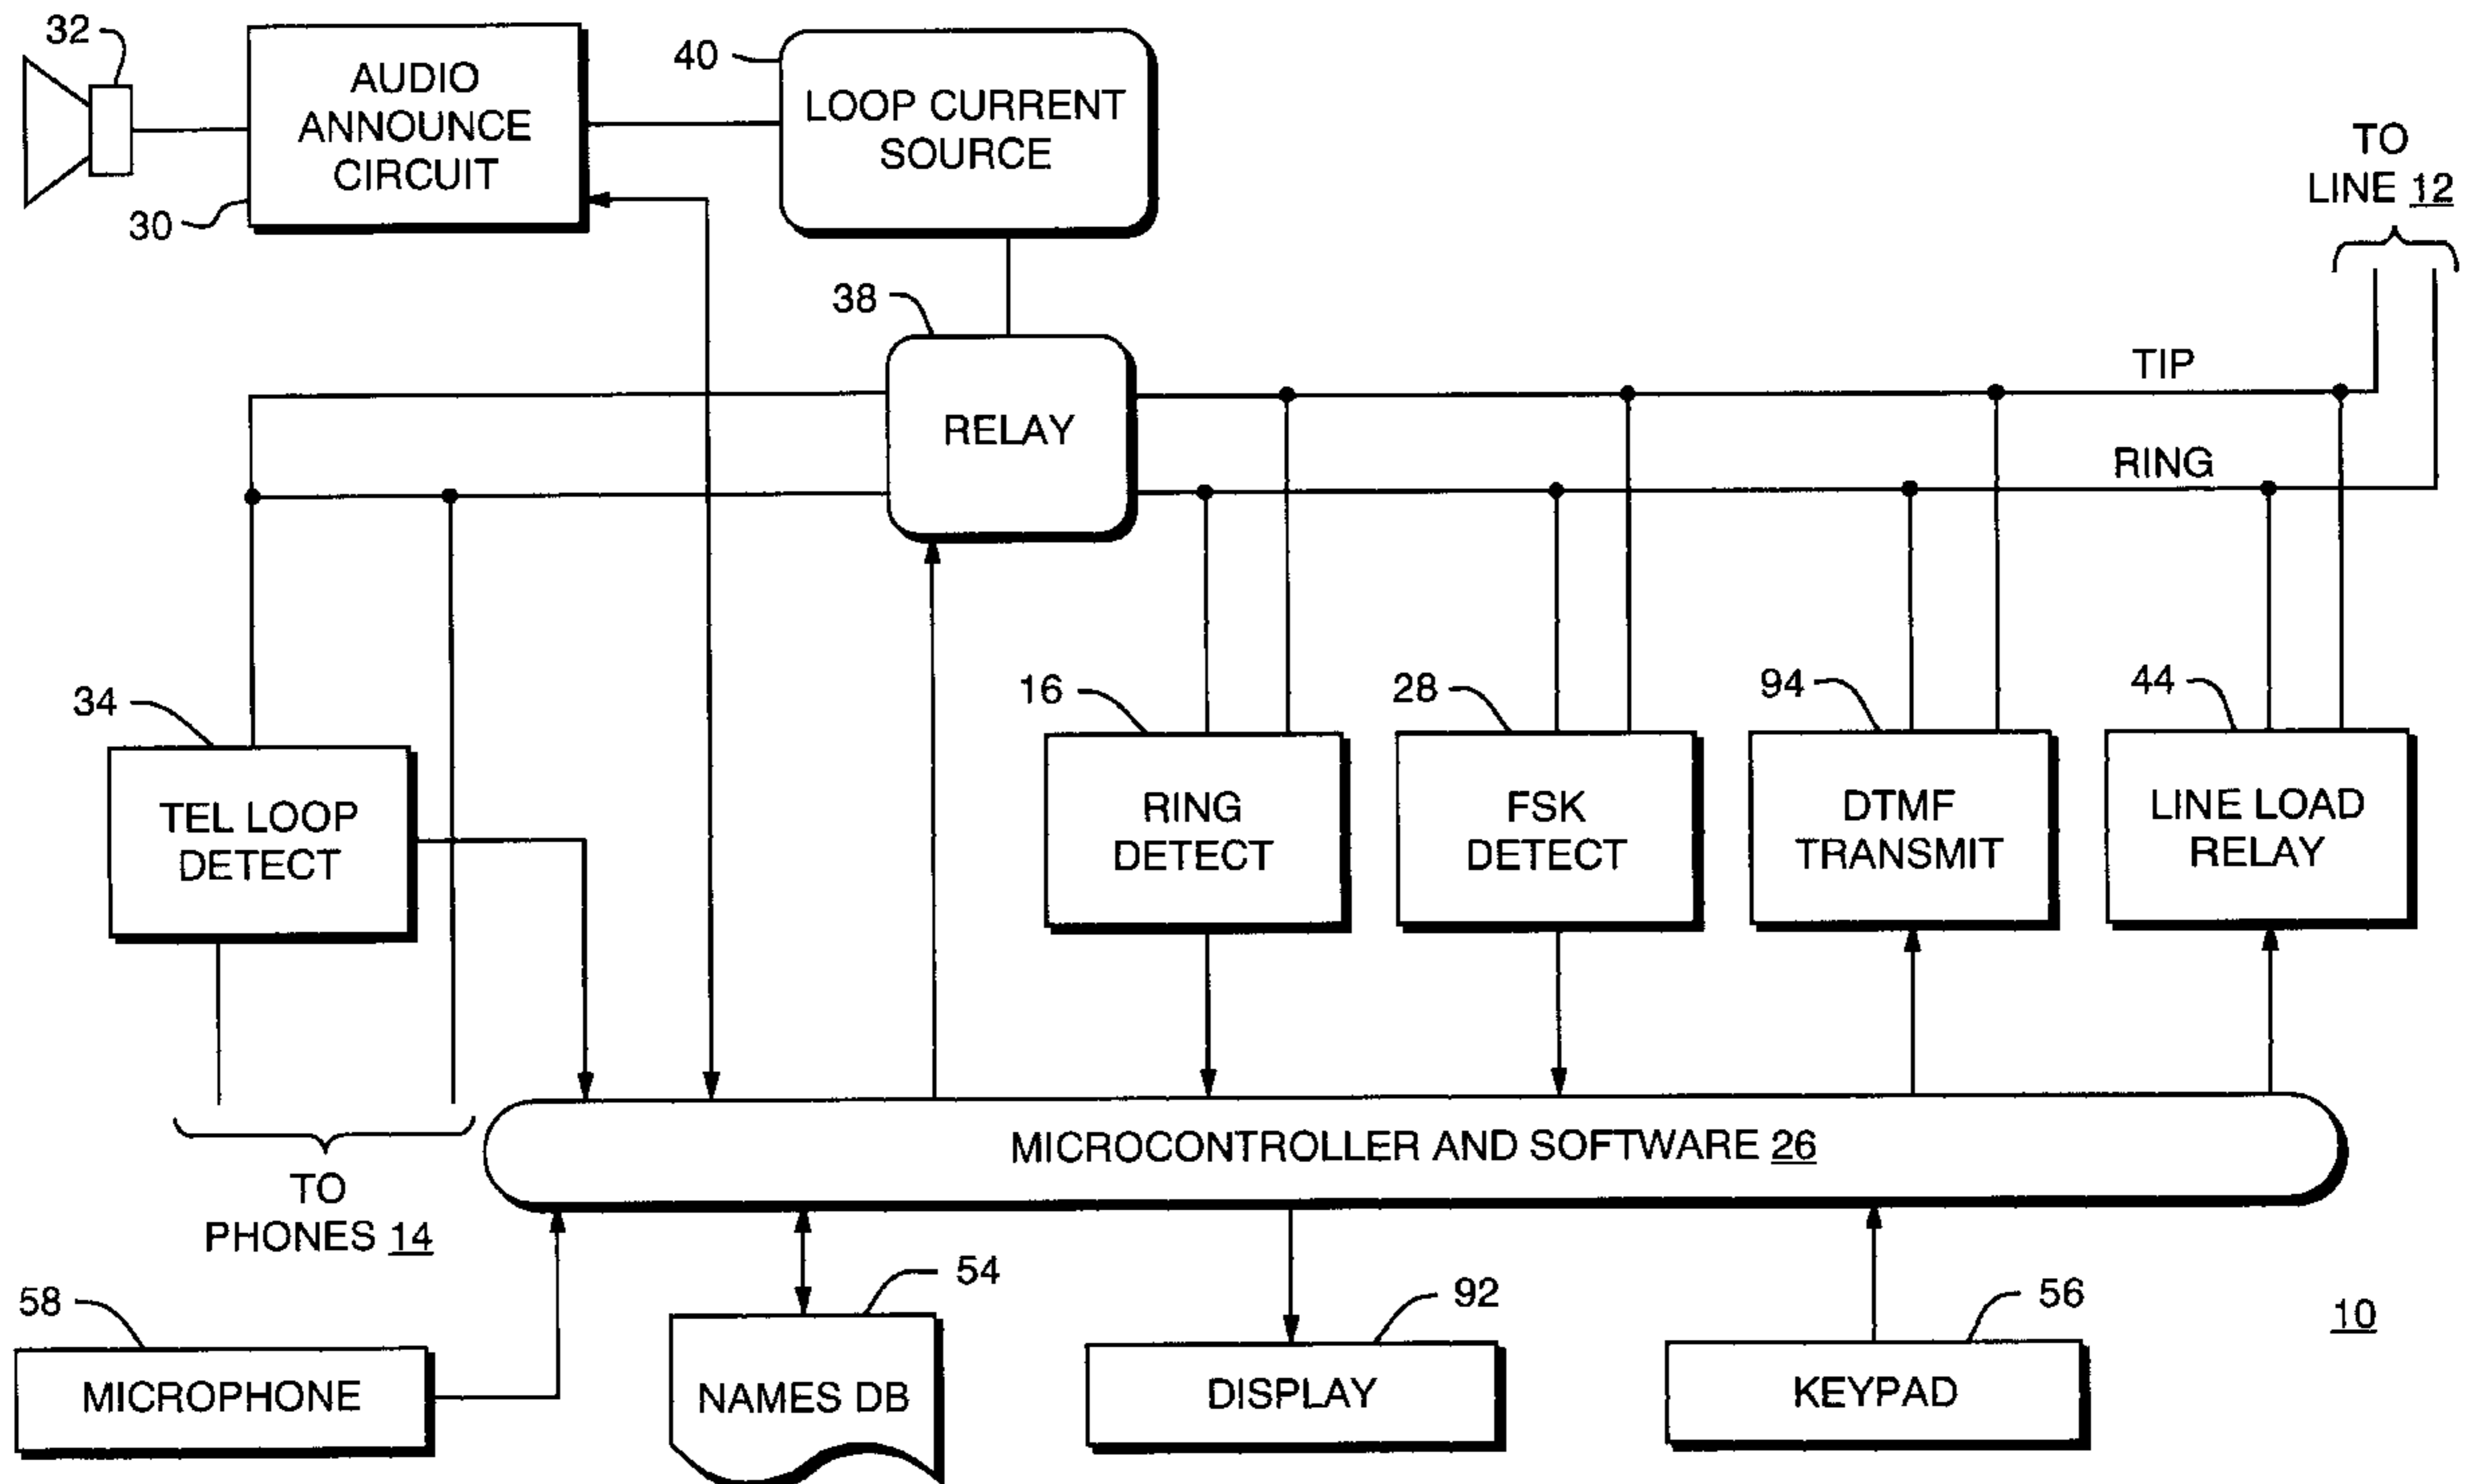 32
AUDIO
ANNOUNCE
CIRCUIT
30
40
LOOP CURRENT
SOURCE
TO
LINE 12
38
RELAY
TIP
RING
34
TEL LOOP
DETECT
16
RING
DETECT
28
FSK
DETECT
94
DTMF
TRANSMIT
44
LINE LOAD
RELAY
MICROCONTROLLER AND SOFTWARE 26
TO
PHONES 14
58
MICROPHONE
54
NAMES DB
92
DISPLAY
56
KEYPAD
10